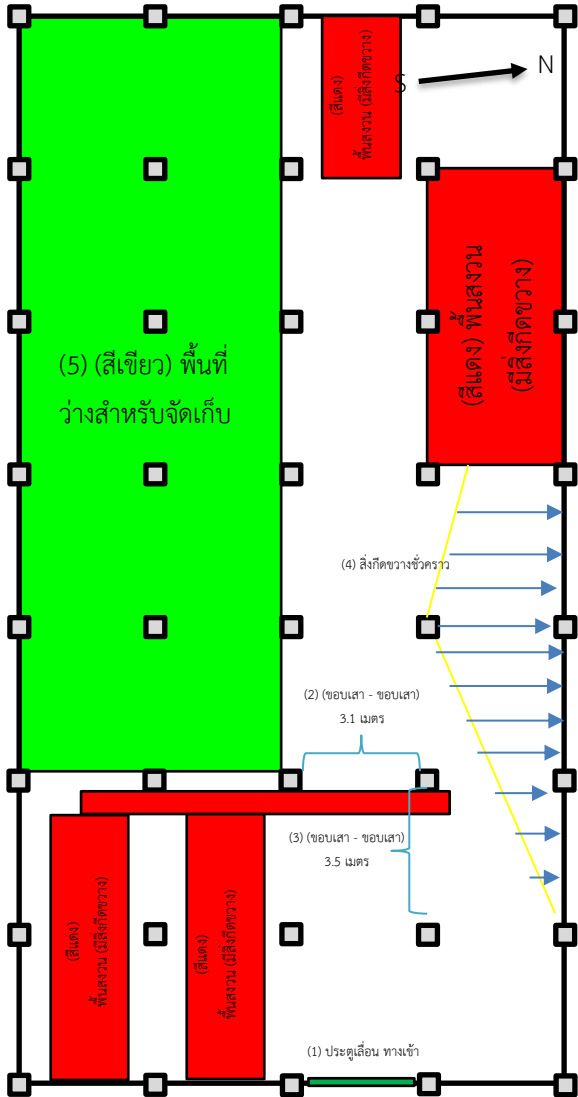 S
N
(สีแดง)
พื้นสงวน (มีสิ่งกีดขวาง)
(สีแดง) พื้นสงวน
(มีสิ่งกีดขวาง)
(5) (สีเขียว) พื้นที่
ว่างสำหรับจัดเก็บ
(4) สิ่งกีดขวางชั่วคราว
(2) (ขอบเสา - ขอบเสา)
3.1 เมตร
(3) (ขอบเสา - ขอบเสา)
3.5 เมตร
(สีแดง)
พื้นสงวน (มีสิ่งกีดขวาง)
(สีแดง)
พื้นสงวน (มีสิ่งกีดขวาง)
(1) ประตูเลื่อน ทางเข้า